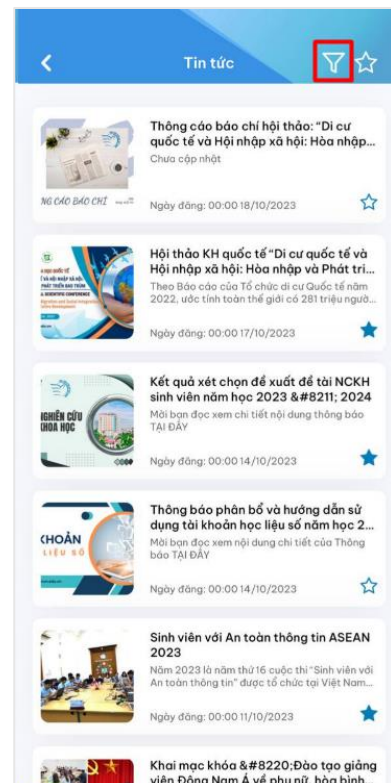 Tin tức
Thông cáo báo chí hội thảo: “Di cư
quốc tế và Hội nhập xã hội: Hòa nhập...
Chưa cập nhật
NG CÁO BÁO CHÍ
Ngày đăng: 00:00 18/10/2023
Hội thảo KH quốc tế “Di cư quốc tế và
Hội nhập xã hội: Hòa nhập và Phát tri...
Theo Báo cáo của Tổ chức di cư Quốc tế năm
2022, ước tính toàn thế giới có 281 triệu ngườ...
Ngày đăng: 00:00 17/10/2023
Kết quả xét chọn đề xuất đề tài NCKH
sinh viên năm học 2023 &#8211; 2024
Mời bạn đọc xem chi tiết nội dung thông báo
TẠI ĐÂY
NGHIÊN CỨU
KHOA HỌC
Ngày đăng: 00:00 14/10/2023
Thông báo phân bổ và hướng dẫn sử
dụng tài khoản học liệu số năm học 2...
Mời bạn đọc xem nội dung chi tiết của Thông
báo TẠI ĐÂY
KHOẢN
LIỆU SỐ
Ngày đăng: 00:00 14/10/2023
Sinh viên với An toàn thông tin ASEAN
2023
Năm 2023 là năm thứ 16 cuộc thi “Sinh viên với
An toàn thông tin” được tổ chức tại Việt Nam...
Ngày đăng: 00:00 11/10/2023
Khai mạc khóa &#8220;Đào tạo giảng
viên Đông Nam Á về phụ nữ, hòa bình